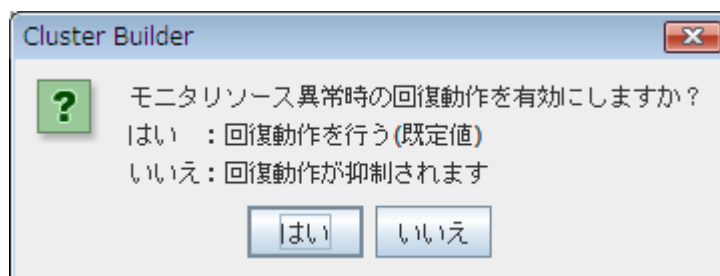 Cluster Builder
モニタリソース異常時の回復動作を有効にしますか？
はい　：回復動作を行う(既定値)
いいえ：回復動作が抑制されます
はい　いいえ